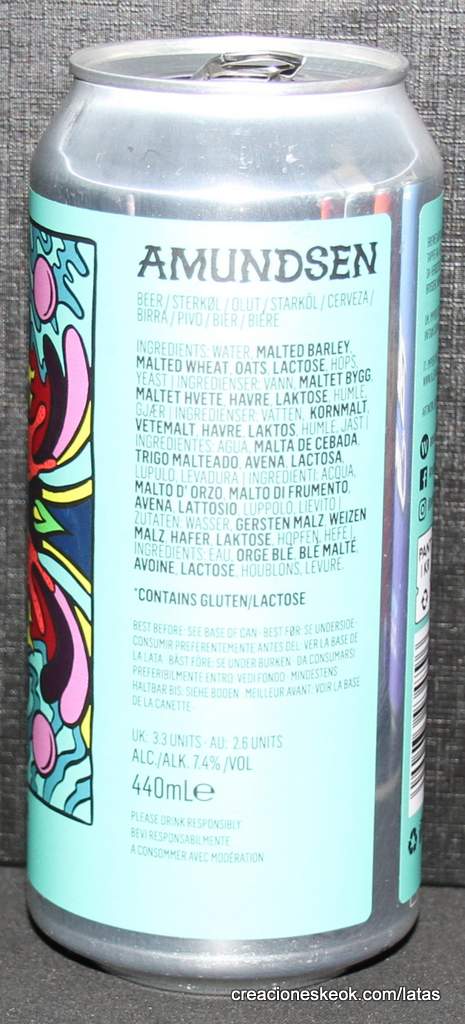 AMUNDSEN
BEER / STERKØL / OLUT / STARKÖL / CERVEZA /
BIRRA / PIVO / BIER / BIÈRE
INGREDIENTS: WATER, MALTED BARLEY,
MALTED WHEAT, OATS, LACTOSE, HOPS,
YEAST | INGREDIENSER: VANN, MALTET BYGG,
MALTET HVETE, HAVRE, LAKTOSE, HUMLE,
GJÆR | INGREDIENSER: VATTEN, KORNMALT,
VETEMALT, HAVRE, LAKTOS, HUMLE, JÄST |
INGREDIENTES: AGUA, MALTA DE CEBADA,
TRIGO MALTEADO, AVENA, LACTOSA,
LUPULO, LEVADURA | INGREDIENTI: ACQUA,
MALTO D' ORZO, MALTO DI FRUMENTO,
AVENA, LATTOSIO, LUPPOLO, LIEVITO |
ZUTATEN: WASSER, GERSTEN MALZ, WEIZEN
MALZ, HAFER, LAKTOSE, HOPFEN, HEFE |
INGRÉDIENTS: EAU, ORGE BLÉ, BLÉ MALTÉ,
AVOINE, LACTOSE, HOUBLONS, LEVURE.
*CONTAINS GLUTEN/LACTOSE
BEST BEFORE: SEE BASE OF CAN · BEST FØR: SE UNDERSIDE ·
CONSUMIR PREFERENTEMENTE ANTES DEL: VER LA BASE DE
LA LATA · BÄST FÖRE: SE UNDER BURKEN · DA CONSUMARSI
PREFERIBILMENTE ENTRO: VEDI FONDO · MINDESTENS
HALTBAR BIS: SIEHE BODEN · MEILLEUR AVANT: VOIR LA BASE
DE LA CANETTE ·
UK: 3.3 UNITS · AU: 2.6 UNITS
ALC./ALK. 7.4% /VOL
440mL℮
PLEASE DRINK RESPONSIBLY
BEVI RESPONSABILMENTE
A CONSOMMER AVEC MODÉRATION
PAN
1 KR
creacioneskeok.com/latas